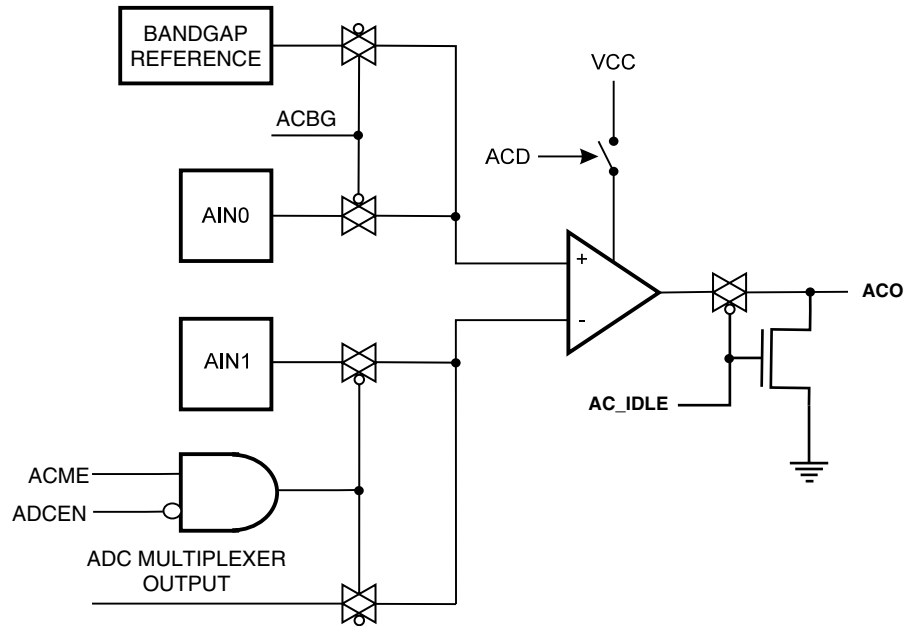 BANDGAP
REFERENCE
VCC
ACBG
ACD
AIN0
+
-
ACO
AIN1
AC_IDLE
ACME
ADCEN
ADC MULTIPLEXER
OUTPUT